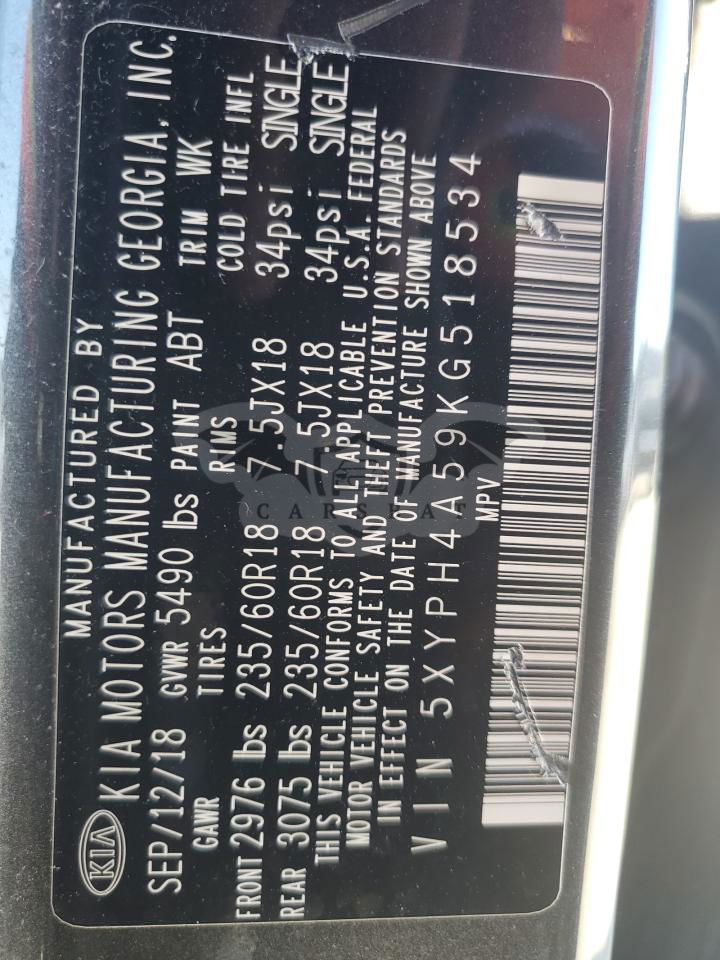 KIA
MANUFACTURED BY
KIA MOTORS MANUFACTURING GEORGIA, INC.
SEP/12/18 GVWR 5490 lbs PAINT ABT TRIM WK
GAWR TIRES RIMS COLD TIRE INFL
FRONT 2976 lbs 235/60R18 7.5JX18 34psi SINGLE
REAR 3075 lbs 235/60R18 7.5JX18 34psi SINGLE
THIS VEHICLE CONFORMS TO ALL APPLICABLE U.S.A. FEDERAL
MOTOR VEHICLE SAFETY AND THEFT PREVENTION STANDARDS
IN EFFECT ON THE DATE OF MANUFACTURE SHOWN ABOVE
VIN 5XYPH4A59KG518534
MPV
CARSBAT